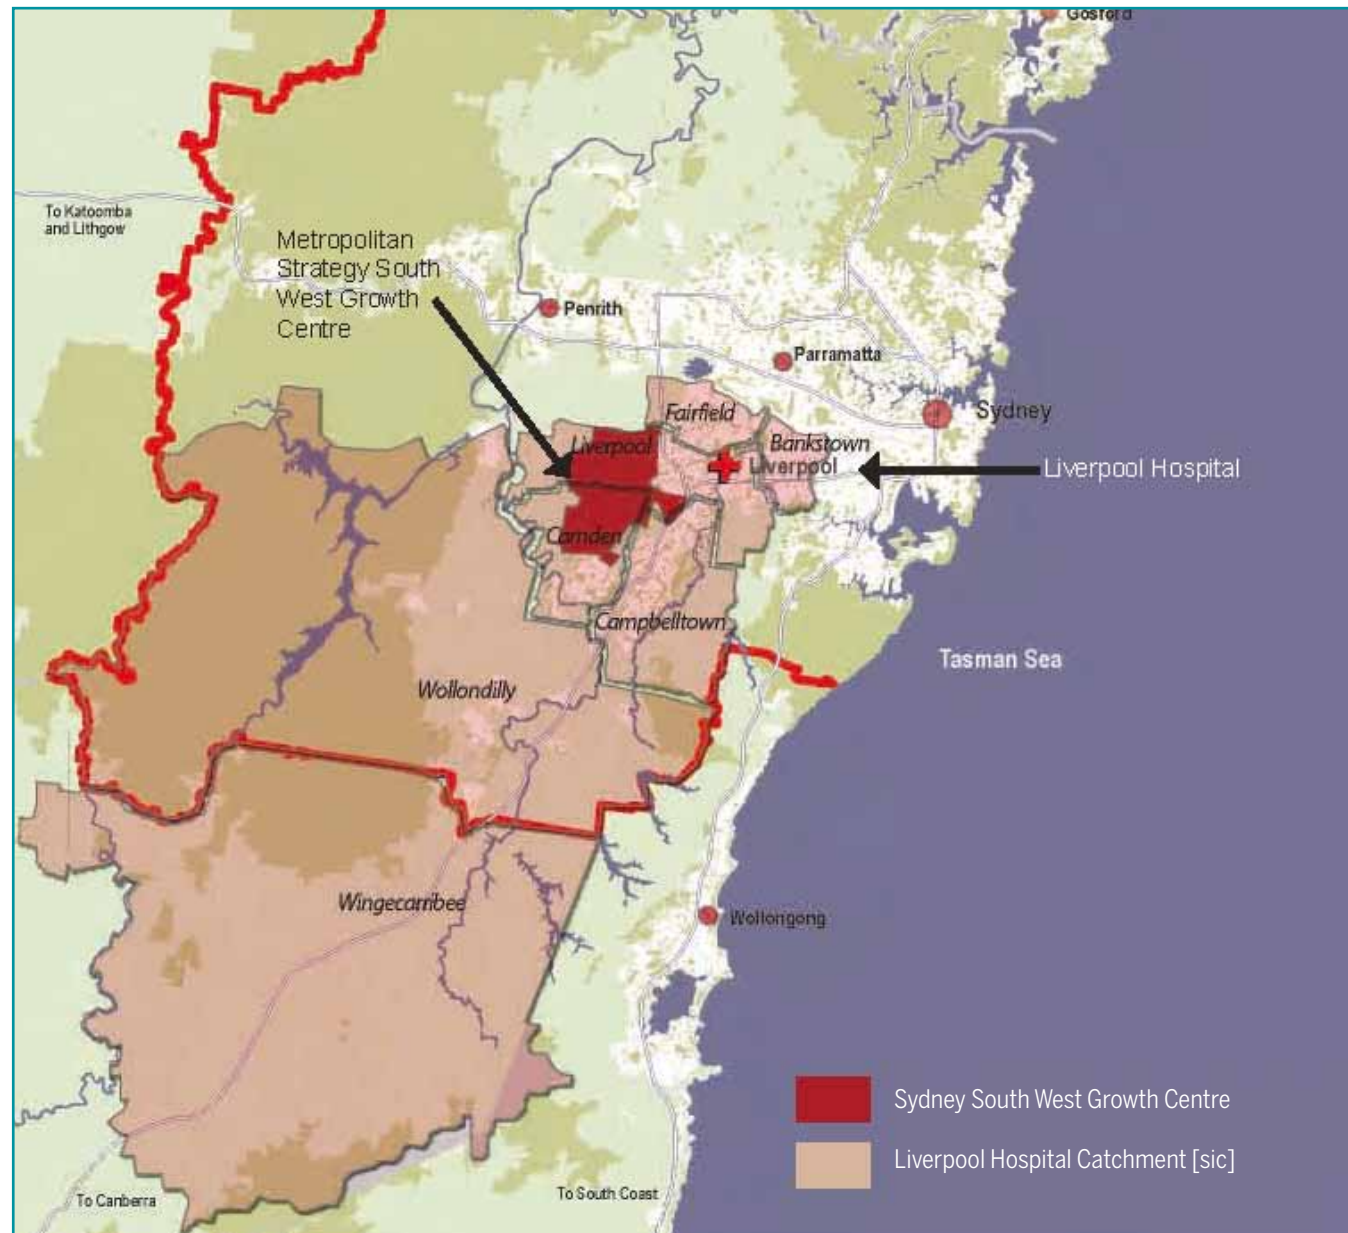 Gosford
To Katoomba
and Lithgow
Metropolitan
Strategy South
West Growth
Centre
Penrith
Parramatta
Sydney
Fairfield
Liverpool
Bankstown
Liverpool
Liverpool Hospital
Camden
Campbelltown
Tasman Sea
Wollondilly
Wingecarribee
Wollongong
Sydney South West Growth Centre
Liverpool Hospital Catchment [sic]
To Canberra
To South Coast